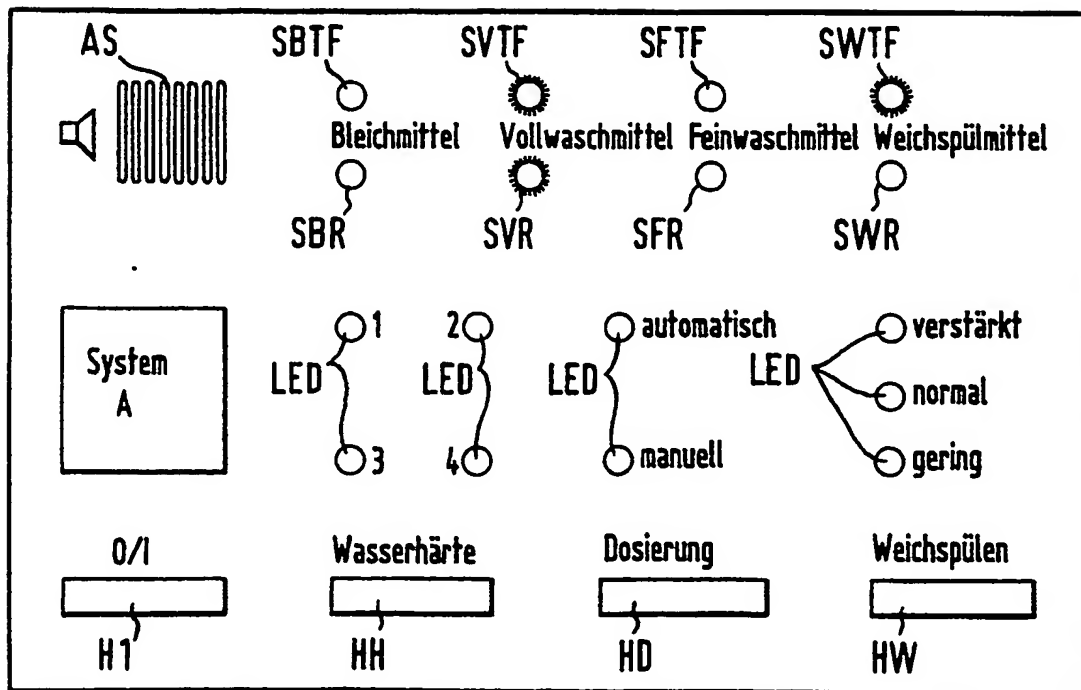 AS SBTF SVTF SFTF SWTF
Bleichmittel Vollwaschmittel Feinwaschmittel Weichspülmittel
SBR SVR SFR SWR
1 2 automatisch verstärkt
System
A
LED LED LED LED
normal
3 4 manuell gering
O/I Wasserhärte Dosierung Weichspülen
H1 HH HD HW